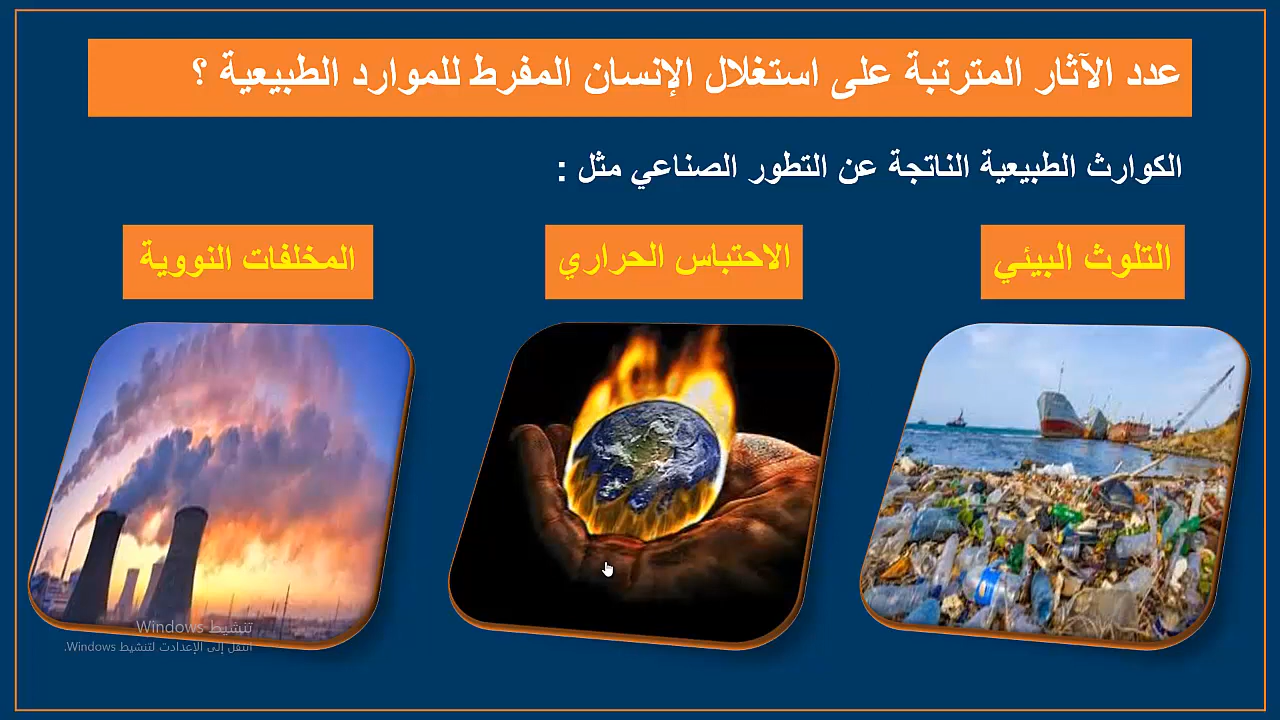 عدد الآثار المترتبة على استغلال الإنسان المفرط للموارد الطبيعية ؟
الكوارث الطبيعية الناتجة عن التطور الصناعي مثل :
التلوث البيئي
الاحتباس الحراري
المخلفات النووية
تنشيط Windows
انتقل إلى الإعدادات لتنشيط Windows.